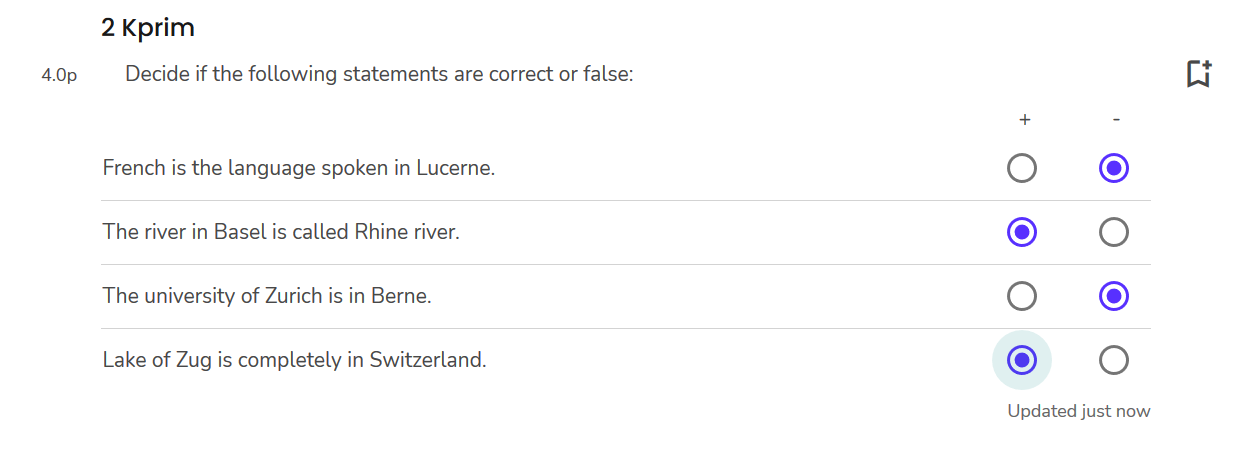 2 Kprim
4.0p Decide if the following statements are correct or false:
+ -
French is the language spoken in Lucerne.
The river in Basel is called Rhine river.
The university of Zurich is in Berne.
Lake of Zug is completely in Switzerland.
Updated just now